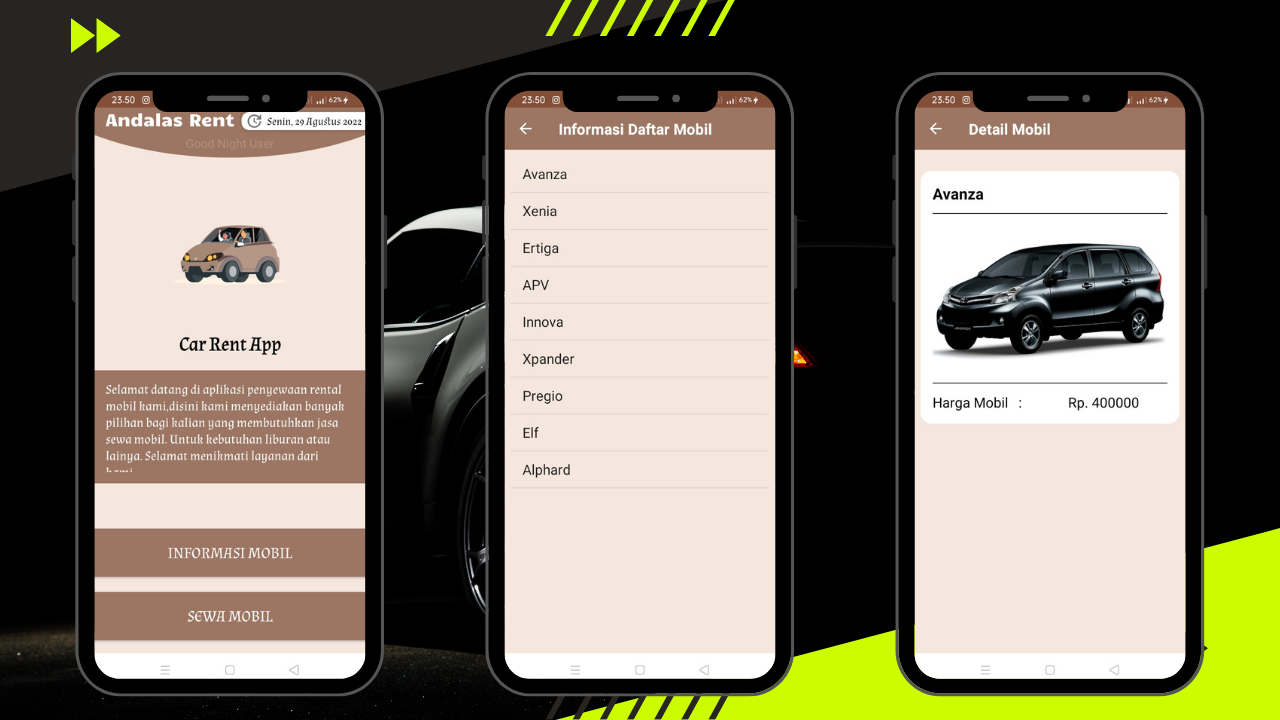 23.50
62%
Andalas Rent
Senin, 29 Agustus 2022
Good Night User
Car Rent App
Selamat datang di aplikasi penyewaan rental
mobil kami,disini kami menyediakan banyak
pilihan bagi kalian yang membutuhkan jasa
sewa mobil. Untuk kebutuhan liburan atau
lainya. Selamat menikmati layanan dari
INFORMASI MOBIL
SEWA MOBIL
23.50
62%
Informasi Daftar Mobil
Avanza
Xenia
Ertiga
APV
Innova
Xpander
Pregio
Elf
Alphard
23.50
62%
Detail Mobil
Avanza
Harga Mobil : Rp. 400000